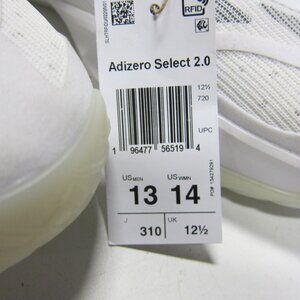 RFID
Adizero Select 2.0
12½
720
UPC
1 96477 56519 4
US MEN US WMN
13 14
J UK
310 12½